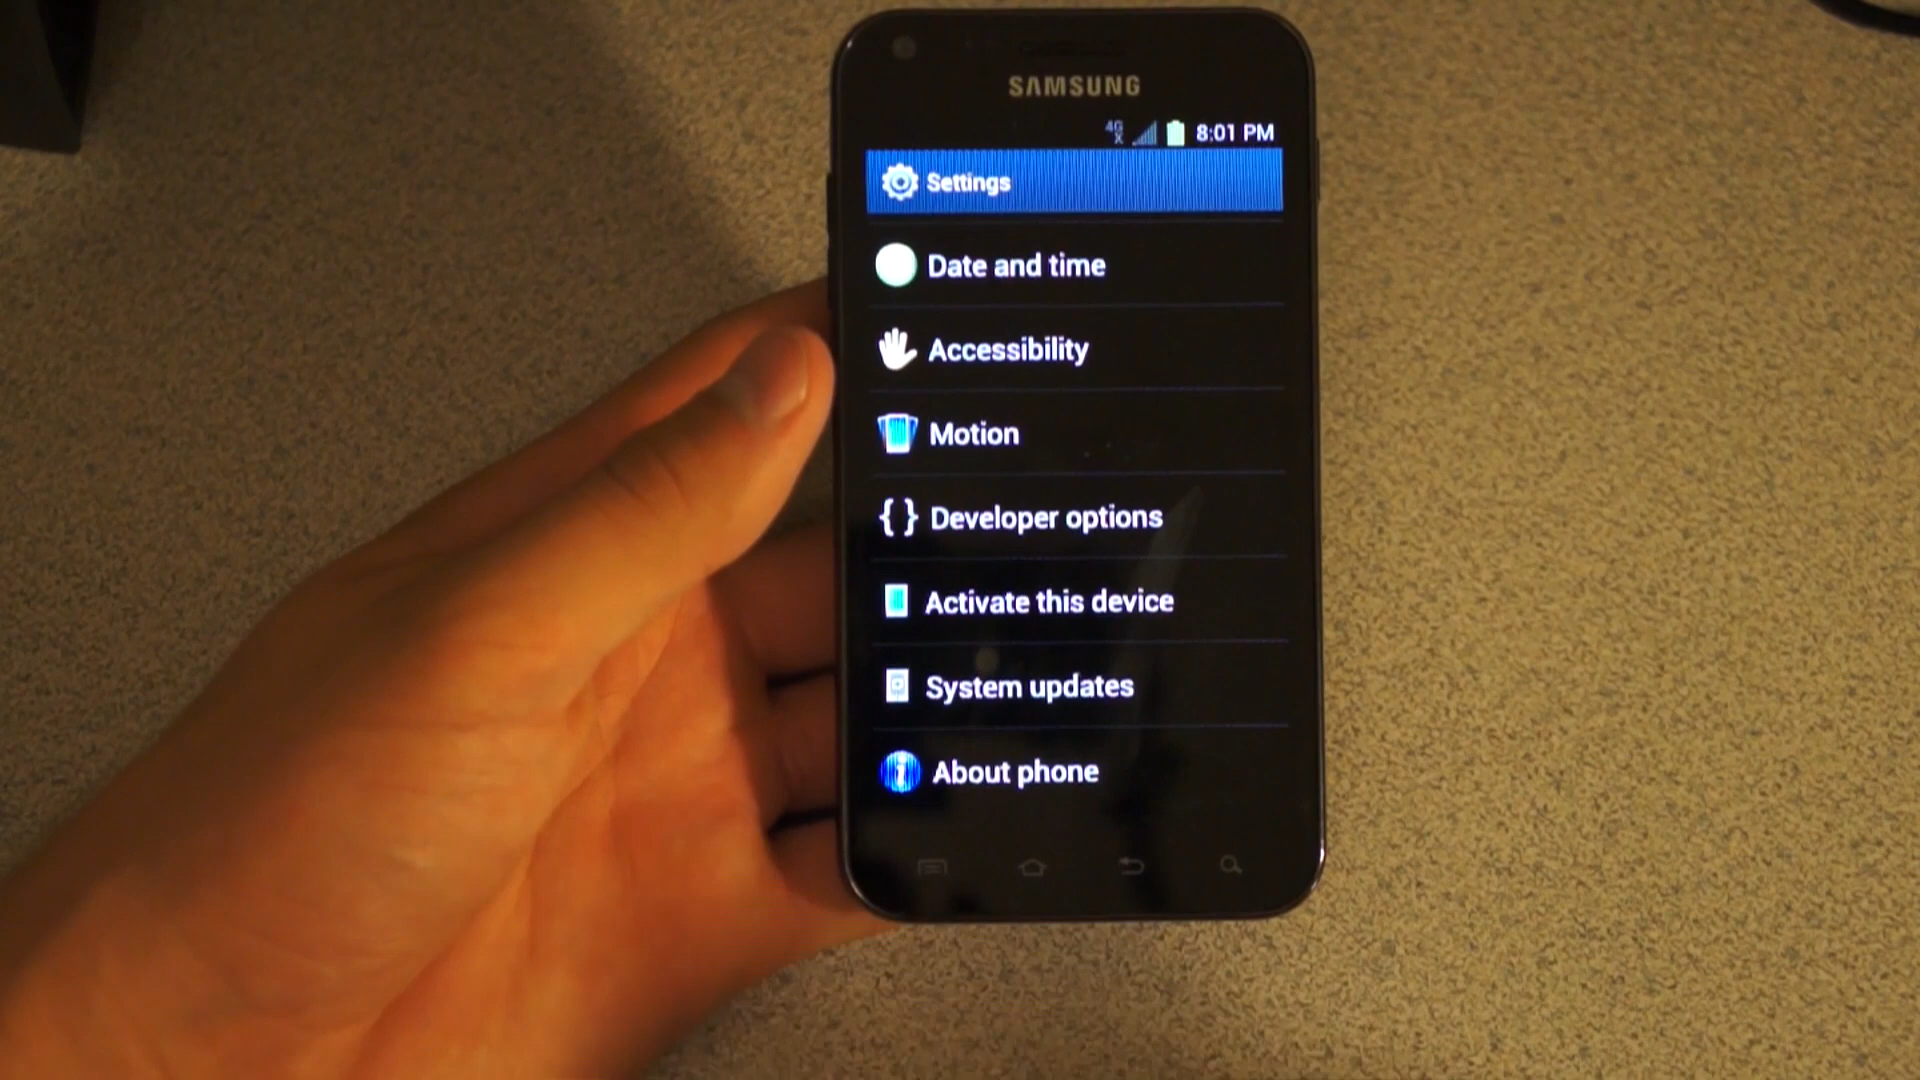 SAMSUNG
4G X 8:01 PM
Settings
Date and time
Accessibility
Motion
{ } Developer options
Activate this device
System updates
i About phone